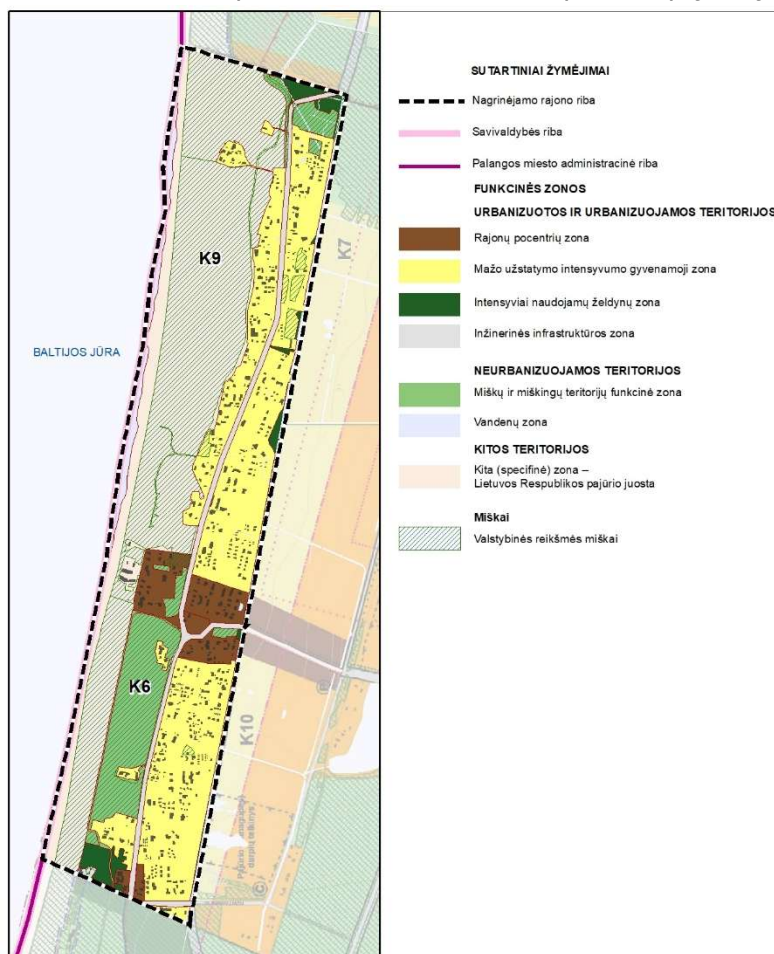 K9
K7
BALTIJOS JŪRA
K6
K10
SUTARTINIAI ŽYMĖJIMAI
Nagrinėjamo rajono riba
Savivaldybės riba
Palangos miesto administracinė riba
FUNKCINĖS ZONOS
URBANIZUOTOS IR URBANIZUOJAMOS TERITORIJOS
Rajonų pocentrių zona
Mažo užstatymo intensyvumo gyvenamoji zona
Intensyviai naudojamų želdynų zona
Inžinerinės infrastruktūros zona
NEURBANIZUOJAMOS TERITORIJOS
Miškų ir miškingų teritorijų funkcinė zona
Vandenų zona
KITOS TERITORIJOS
Kita (specifinė) zona –
Lietuvos Respublikos pajūrio juosta
Miškai
Valstybinės reikšmės miškai